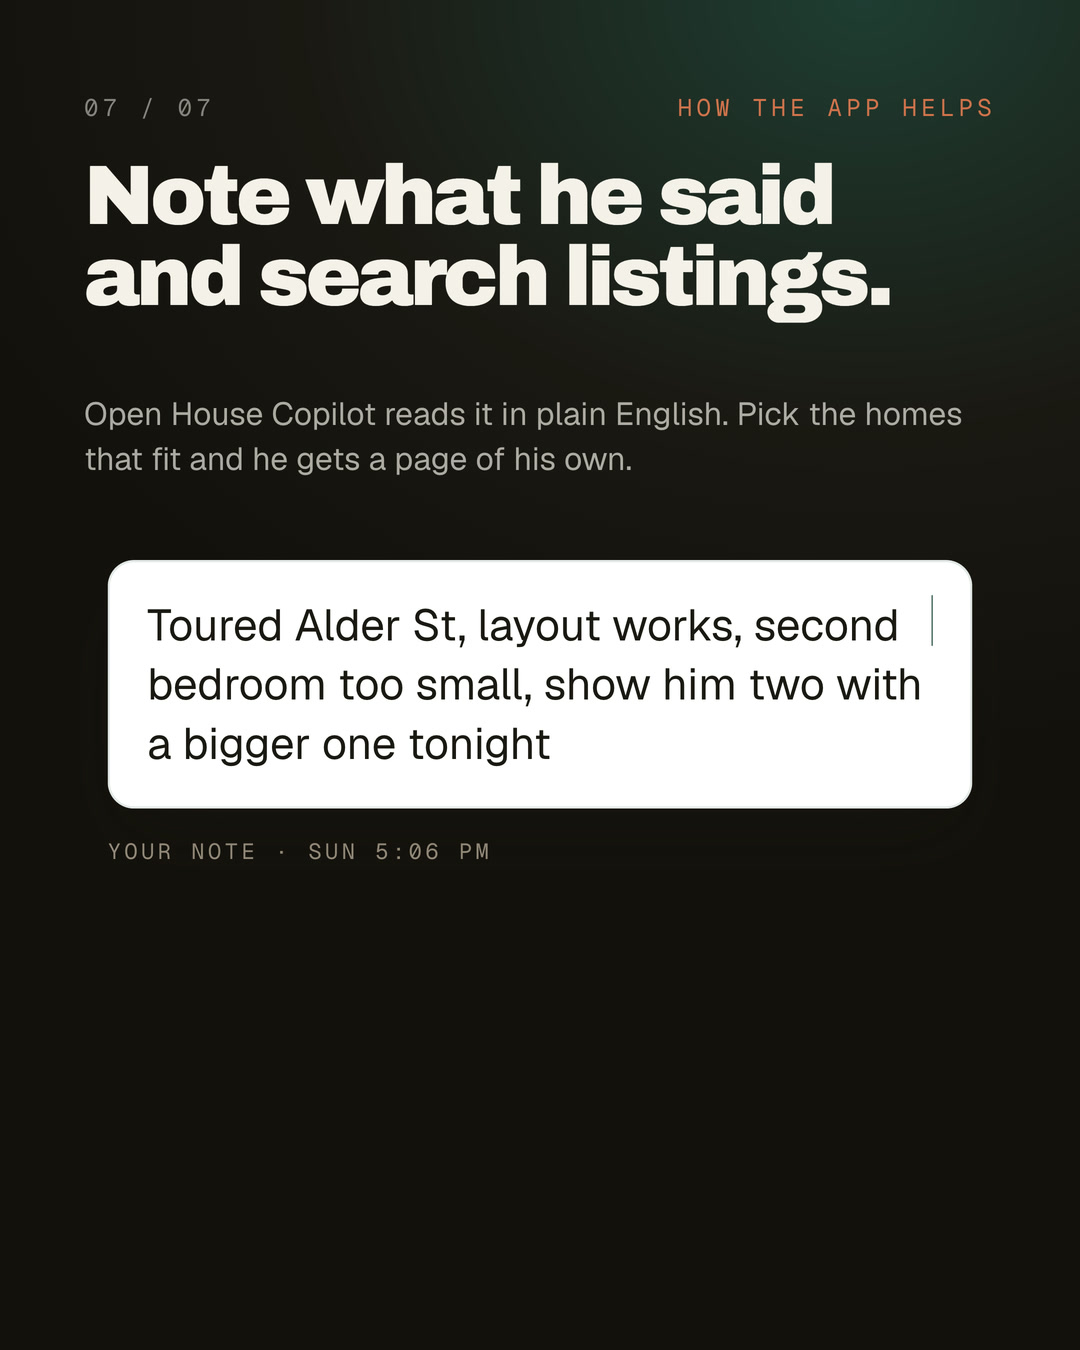 07 / 07
HOW THE APP HELPS
Note what he said
and search listings.
Open House Copilot reads it in plain English. Pick the homes
that fit and he gets a page of his own.
Toured Alder St, layout works, second
bedroom too small, show him two with
a bigger one tonight
YOUR NOTE · SUN 5:06 PM